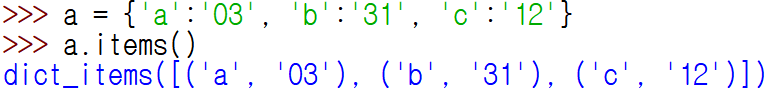 >>> a = {'a':'03', 'b':'31', 'c':'12'}
>>> a.items()
dict_items([('a', '03'), ('b', '31'), ('c', '12')])